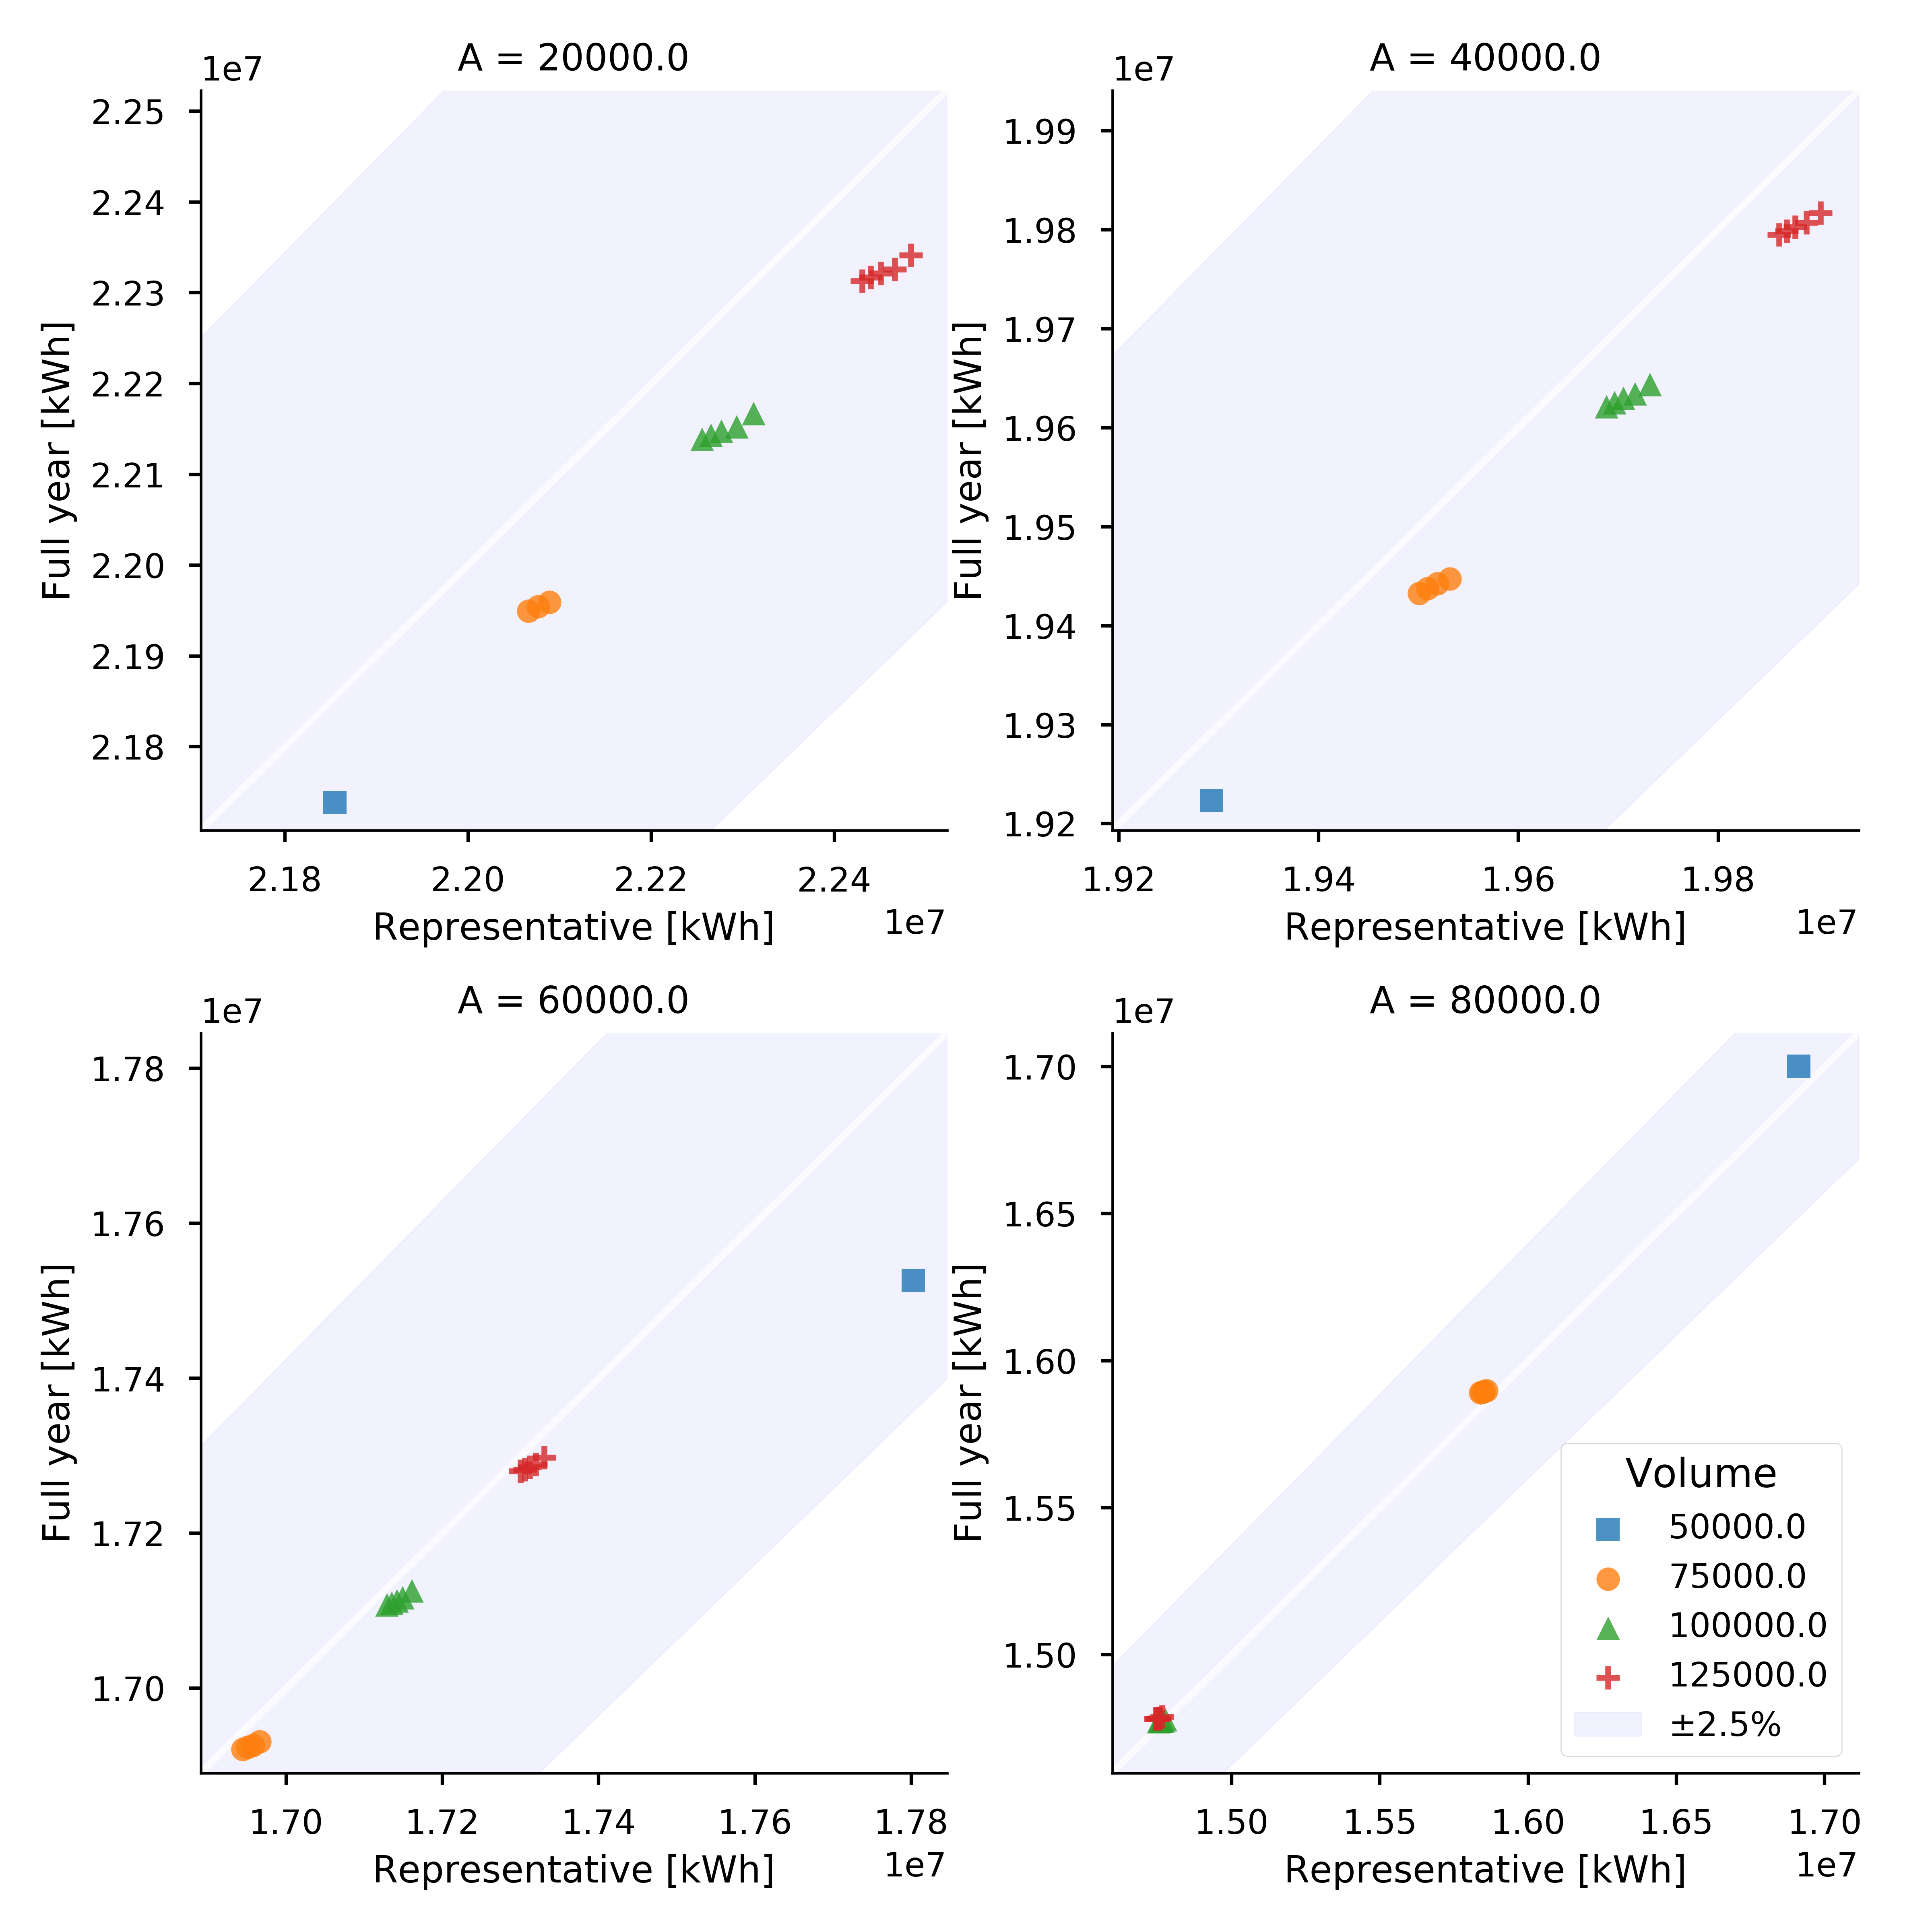 A = 20000.0
1e7
2.25
2.24
2.23
2.22
2.21
2.20
2.19
2.18
Full year [kWh]
2.18 2.20 2.22 2.24
Representative [kWh]
1e7
A = 40000.0
1e7
1.99
1.98
1.97
1.96
1.95
1.94
1.93
1.92
Full year [kWh]
1.92 1.94 1.96 1.98
Representative [kWh]
1e7
A = 60000.0
1e7
1.78
1.76
1.74
1.72
1.70
Full year [kWh]
1.70 1.72 1.74 1.76 1.78
Representative [kWh]
1e7
A = 80000.0
1e7
1.70
1.65
1.60
1.55
1.50
Full year [kWh]
1.50 1.55 1.60 1.65 1.70
Representative [kWh]
1e7
Volume
50000.0
75000.0
100000.0
125000.0
±2.5%